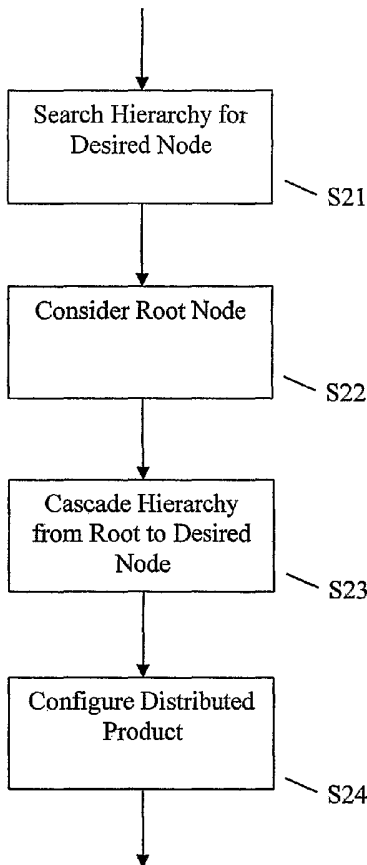 Search Hierarchy for
Desired Node
S21
Consider Root Node
S22
Cascade Hierarchy
from Root to Desired
Node
S23
Configure Distributed
Product
S24